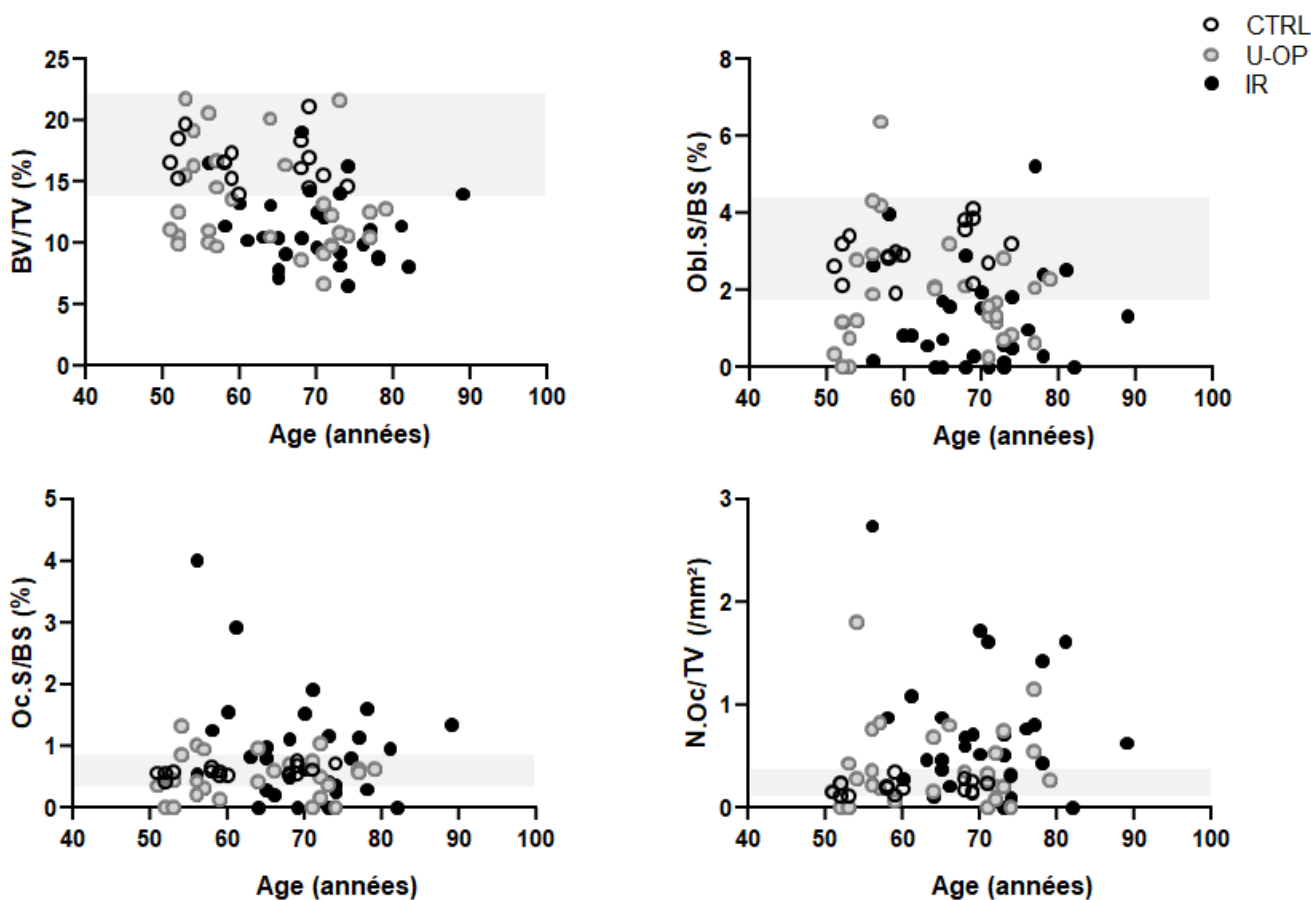 CTRL
U-OP
IR
BV/TV (%)
25
20
15
10
5
0
40 50 60 70 80 90 100
Age (années)
Obl.S/BS (%)
8
6
4
2
0
40 50 60 70 80 90 100
Age (années)
Oc.S/BS (%)
5
4
3
2
1
0
40 50 60 70 80 90 100
Age (années)
N.Oc/TV (/mm²)
3
2
1
0
40 50 60 70 80 90 100
Age (années)